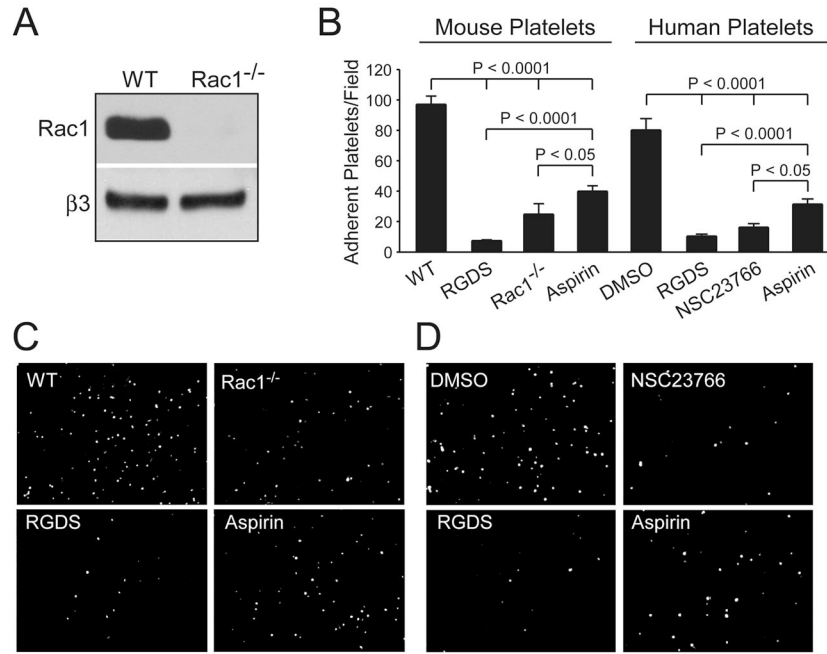 A
WT Rac1-/-
Rac1
β3
B
Mouse Platelets Human Platelets
Adherent Platelets/Field
120
100
80
60
40
20
0
P < 0.0001
P < 0.0001
P < 0.05
P < 0.0001
P < 0.0001
P < 0.05
WT RGDS Rac1-/- Aspirin DMSO RGDS NSC23766 Aspirin
C
WT Rac1-/-
RGDS Aspirin
D
DMSO NSC23766
RGDS Aspirin